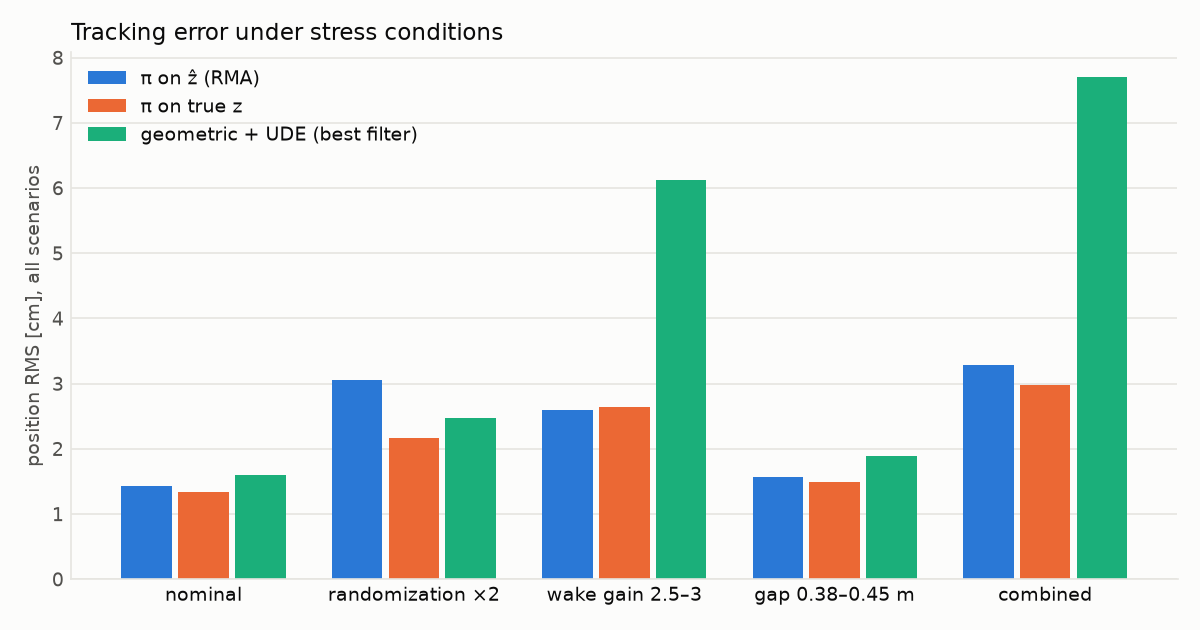 Tracking error under stress conditions
π on ẑ (RMA)
π on true z
geometric + UDE (best filter)
position RMS [cm], all scenarios
8
7
6
5
4
3
2
1
0
nominal
randomization ×2
wake gain 2.5–3
gap 0.38–0.45 m
combined